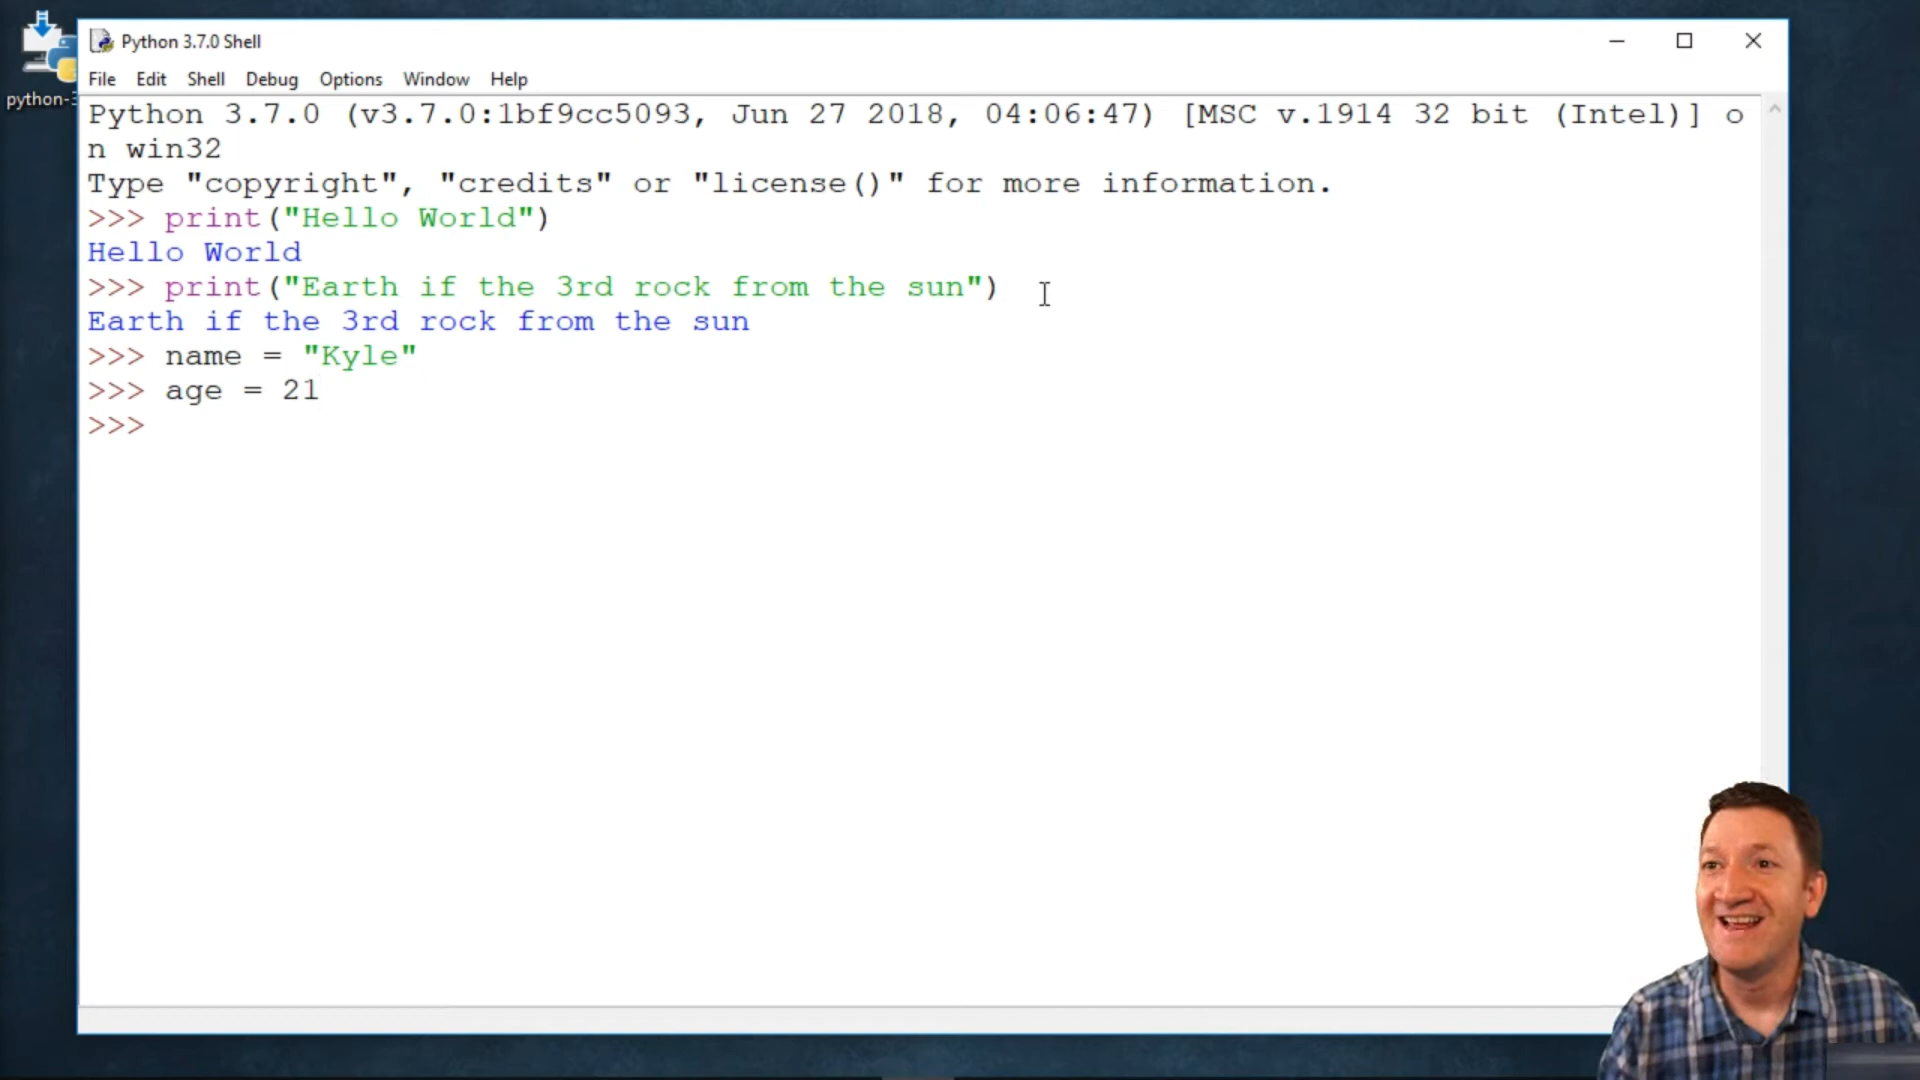 python-3
Python 3.7.0 Shell
File Edit Shell Debug Options Window Help
Python 3.7.0 (v3.7.0:1bf9cc5093, Jun 27 2018, 04:06:47) [MSC v.1914 32 bit (Intel)] o
n win32
Type "copyright", "credits" or "license()" for more information.
>>> print("Hello World")
Hello World
>>> print("Earth if the 3rd rock from the sun")
Earth if the 3rd rock from the sun
>>> name = "Kyle"
>>> age = 21
>>>